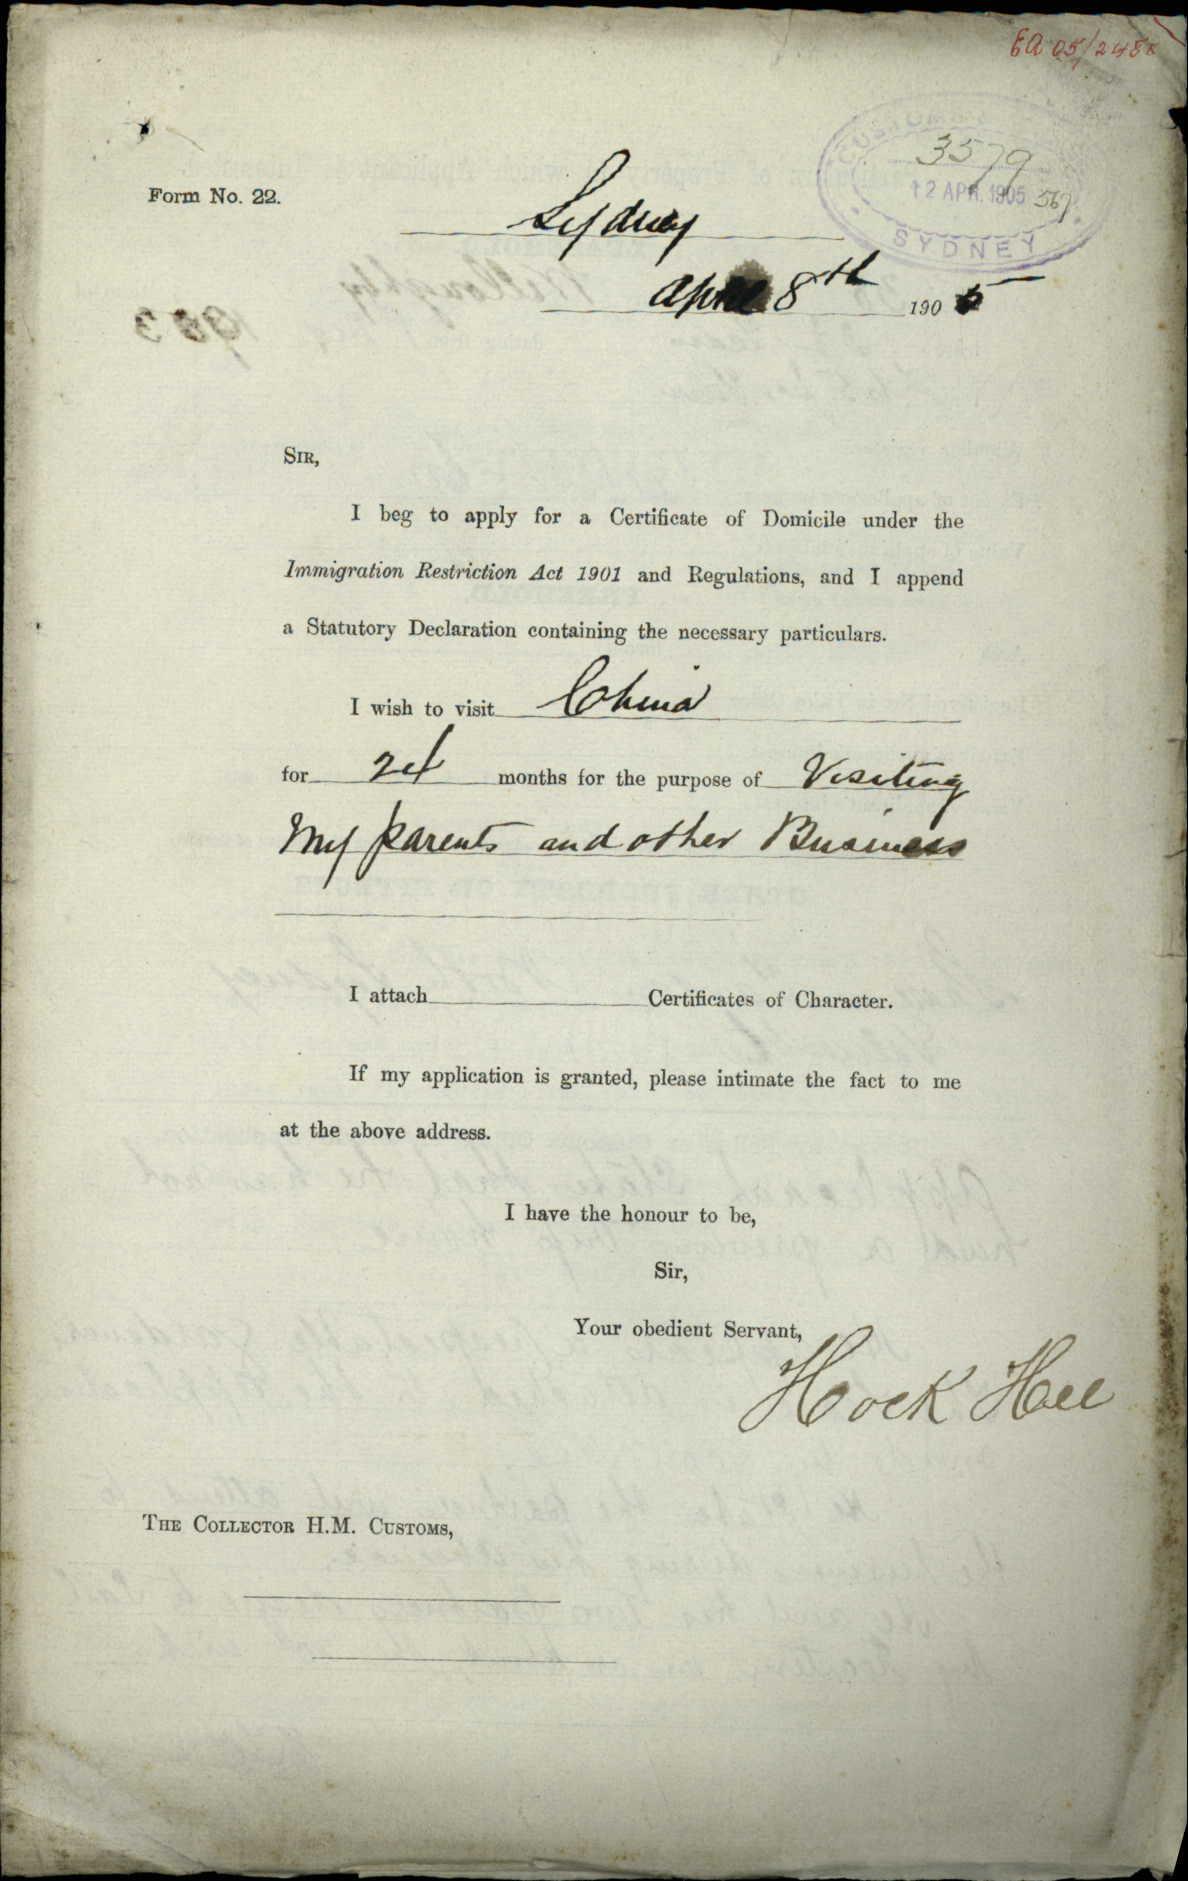 EA 05/248
CUSTOMS
3579
12 APR. 1905 567
SYDNEY
Form No. 22.
Sydney
April 8th 1905
SIR,
I beg to apply for a Certificate of Domicile under the
Immigration Restriction Act 1901 and Regulations, and I append
a Statutory Declaration containing the necessary particulars.
I wish to visit China
for 24 months for the purpose of Visiting
My parents and other Business
I attach Certificates of Character.
If my application is granted, please intimate the fact to me
at the above address.
I have the honour to be,
Sir,
Your obedient Servant,
Hock Hee
THE COLLECTOR H.M. CUSTOMS,